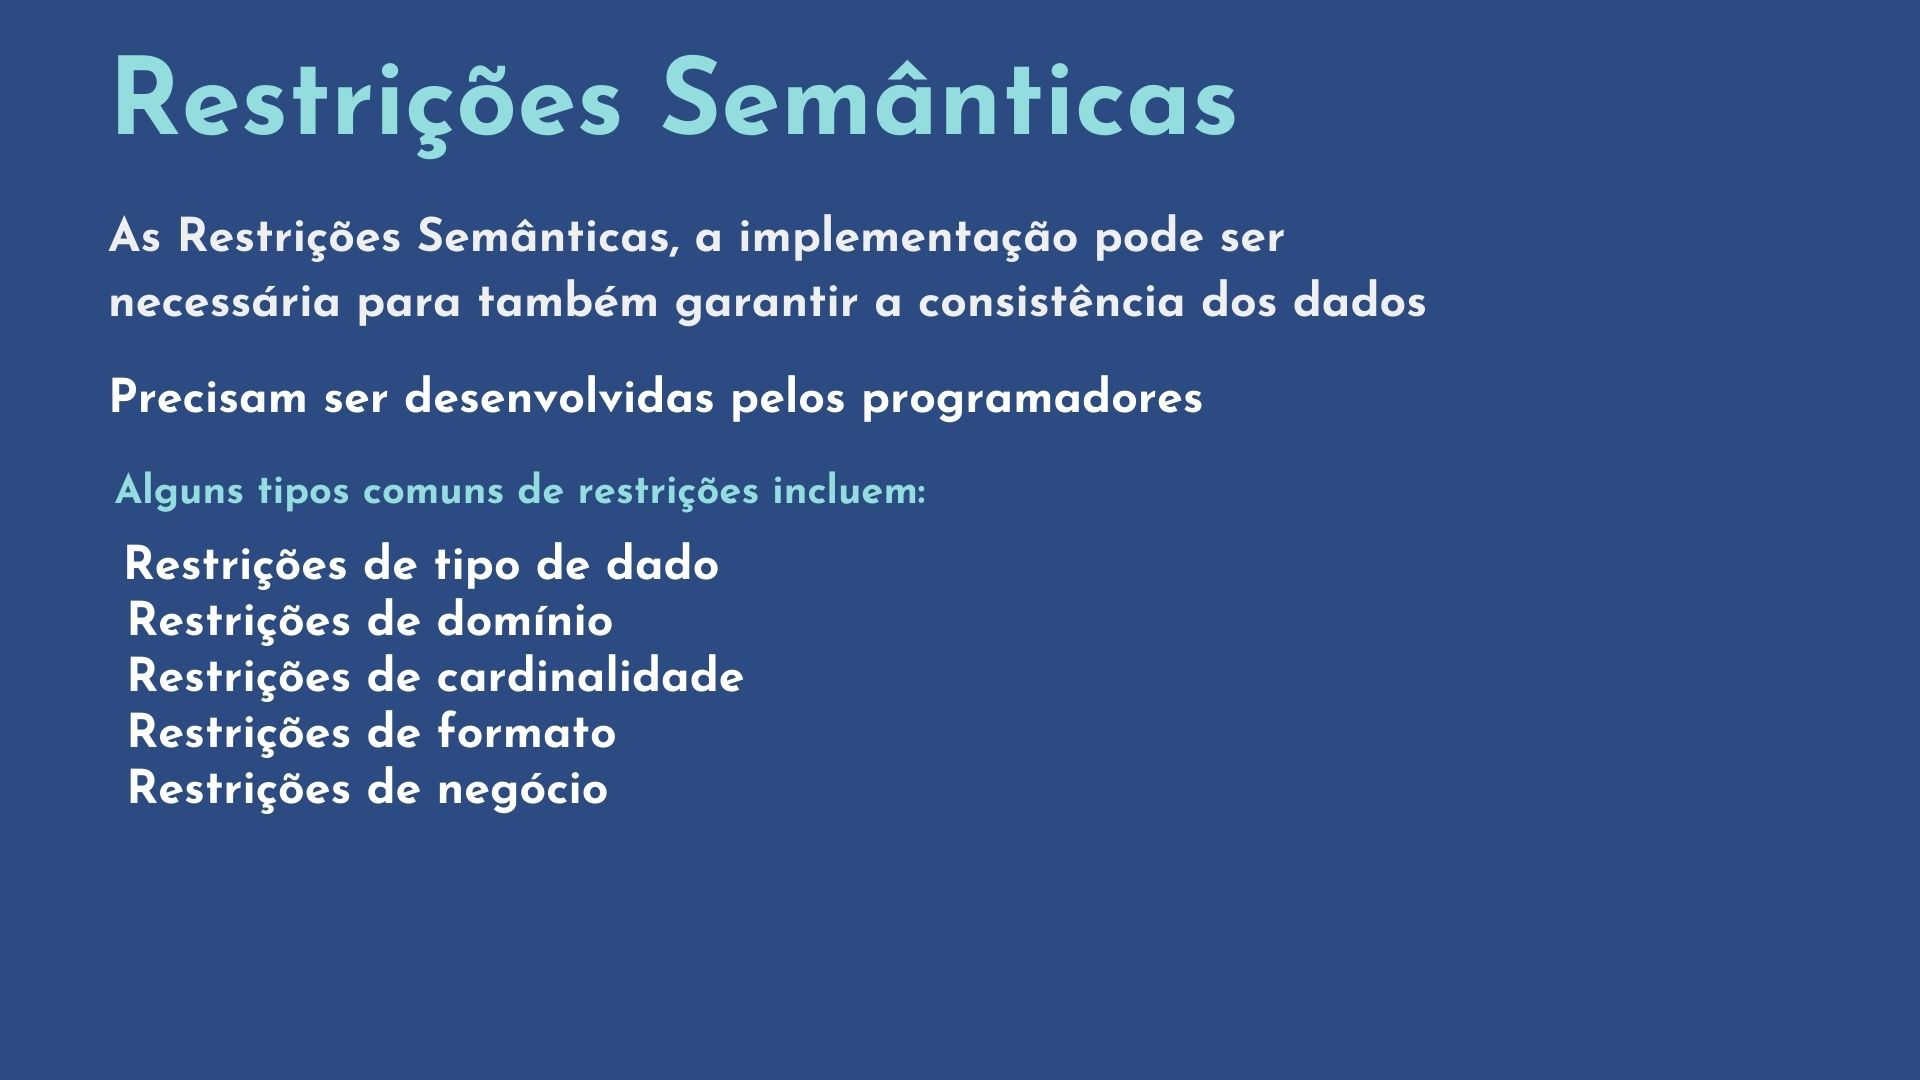 Restrições Semânticas
As Restrições Semânticas, a implementação pode ser
necessária para também garantir a consistência dos dados
Precisam ser desenvolvidas pelos programadores
Alguns tipos comuns de restrições incluem:
Restrições de tipo de dado
Restrições de domínio
Restrições de cardinalidade
Restrições de formato
Restrições de negócio